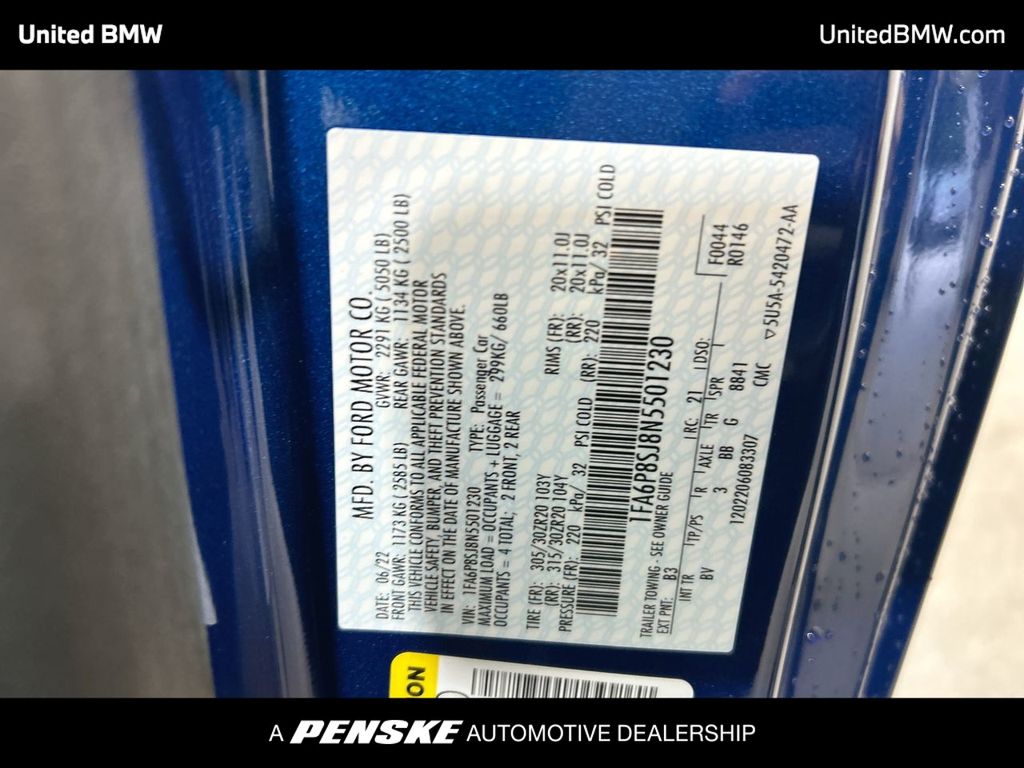 United BMW
UnitedBMW.com
MFD. BY FORD MOTOR CO.
DATE: 06/22 GVWR: 2291 KG ( 5050 LB)
FRONT GAWR: 1173 KG ( 2585 LB) REAR GAWR: 1134 KG ( 2500 LB)
THIS VEHICLE CONFORMS TO ALL APPLICABLE FEDERAL MOTOR
VEHICLE SAFETY, BUMPER, AND THEFT PREVENTION STANDARDS
IN EFFECT ON THE DATE OF MANUFACTURE SHOWN ABOVE.
VIN: 1FA6P8SJ8N5501230 TYPE: Passenger Car
MAXIMUM LOAD = OCCUPANTS + LUGGAGE = 299KG/ 660LB
OCCUPANTS = 4 TOTAL; 2 FRONT, 2 REAR
TIRE (FR): 305/30ZR20 103Y RIMS (FR): 20x11.0J
(RR): 315/30ZR20 104Y (RR): 20x11.0J
PRESSURE (FR): 220 kPa/ 32 PSI COLD (RR): 220 kPa/ 32 PSI COLD
1FA6P8SJ8N5501230
TRAILER TOWING - SEE OWNER GUIDE
F0044
R0146
EXT PNT: B3 RC: 21 DSO:
INT TR TP/PS R AXLE TR SPR
BV 3 BB G 8841
1202206083307 CMC
▽5U5A-5420472-AA
ON
A PENSKE AUTOMOTIVE DEALERSHIP